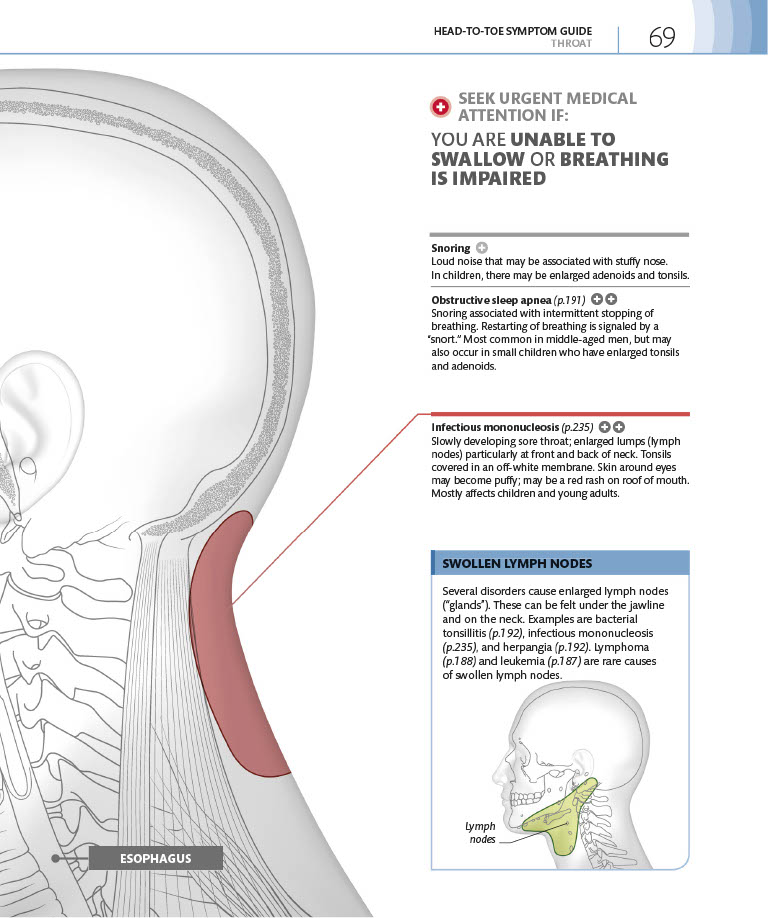 HEAD-TO-TOE SYMPTOM GUIDE
THROAT
69
SEEK URGENT MEDICAL
ATTENTION IF:
YOU ARE UNABLE TO
SWALLOW OR BREATHING
IS IMPAIRED
Snoring
Loud noise that may be associated with stuffy nose.
In children, there may be enlarged adenoids and tonsils.
Obstructive sleep apnea (p.191)
Snoring associated with intermittent stopping of
breathing. Restarting of breathing is signaled by a
“snort.” Most common in middle-aged men, but may
also occur in small children who have enlarged tonsils
and adenoids.
Infectious mononucleosis (p.235)
Slowly developing sore throat; enlarged lumps (lymph
nodes) particularly at front and back of neck. Tonsils
covered in an off-white membrane. Skin around eyes
may become puffy; may be a red rash on roof of mouth.
Mostly affects children and young adults.
SWOLLEN LYMPH NODES
Several disorders cause enlarged lymph nodes
(“glands”). These can be felt under the jawline
and on the neck. Examples are bacterial
tonsillitis (p.192), infectious mononucleosis
(p.235), and herpangia (p.192). Lymphoma
(p.188) and leukemia (p.187) are rare causes
of swollen lymph nodes.
Lymph
nodes
ESOPHAGUS